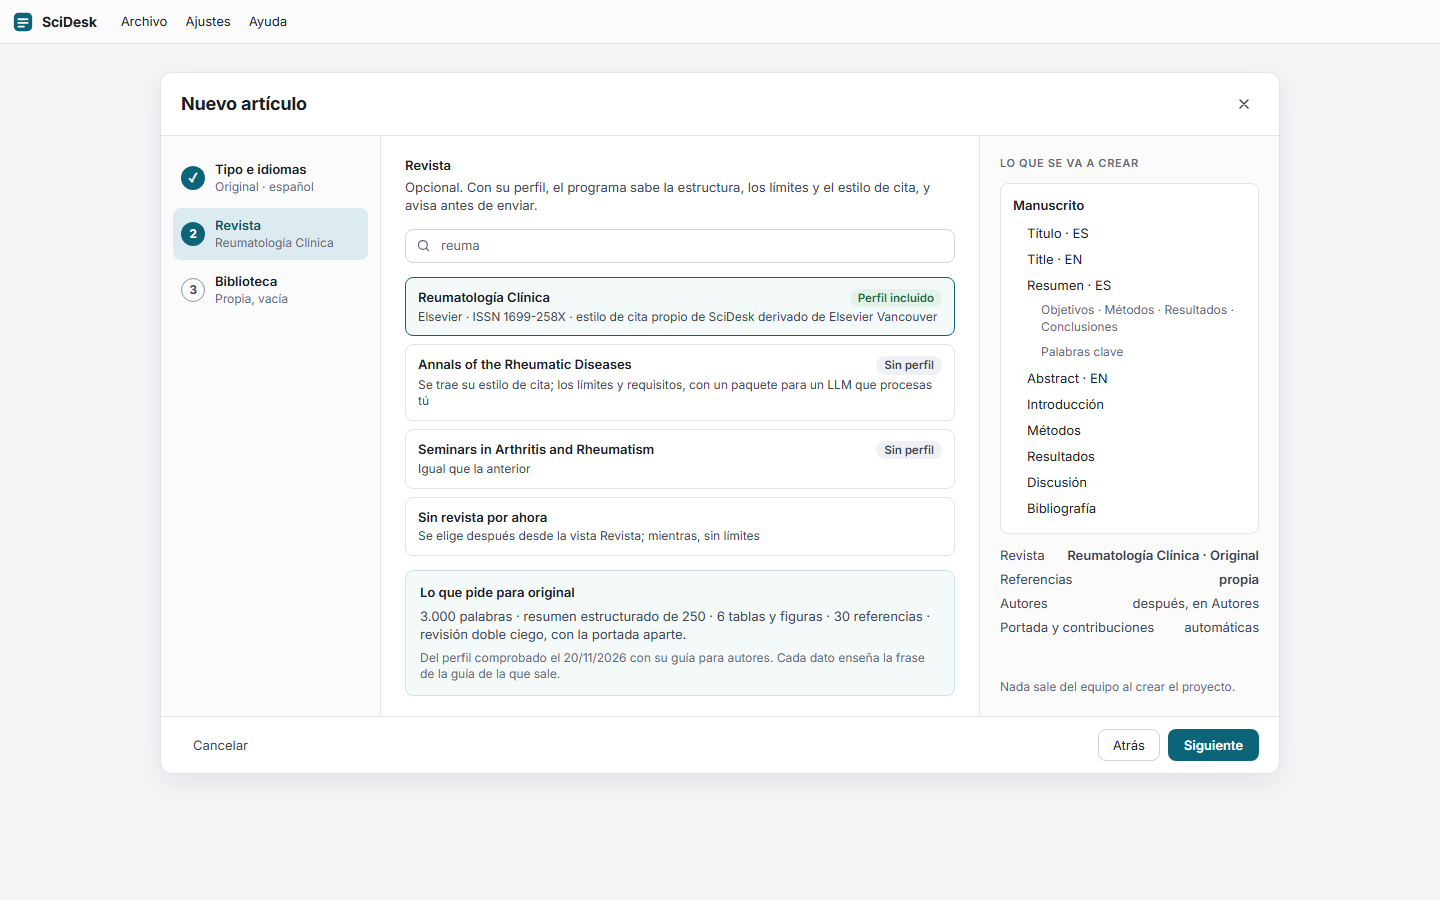 SciDesk Archivo Ajustes Ayuda
Nuevo artículo
Tipo e idiomas
Original · español
2
Revista
Reumatología Clínica
3
Biblioteca
Propia, vacía
Revista
Opcional. Con su perfil, el programa sabe la estructura, los límites y el estilo de cita, y
avisa antes de enviar.
reuma
Reumatología Clínica
Perfil incluido
Elsevier · ISSN 1699-258X · estilo de cita propio de SciDesk derivado de Elsevier Vancouver
Annals of the Rheumatic Diseases
Sin perfil
Se trae su estilo de cita; los límites y requisitos, con un paquete para un LLM que procesas
tú
Seminars in Arthritis and Rheumatism
Sin perfil
Igual que la anterior
Sin revista por ahora
Se elige después desde la vista Revista; mientras, sin límites
Lo que pide para original
3.000 palabras · resumen estructurado de 250 · 6 tablas y figuras · 30 referencias ·
revisión doble ciego, con la portada aparte.
Del perfil comprobado el 20/11/2026 con su guía para autores. Cada dato enseña la frase
de la guía de la que sale.
LO QUE SE VA A CREAR
Manuscrito
Título · ES
Title · EN
Resumen · ES
Objetivos · Métodos · Resultados ·
Conclusiones
Palabras clave
Abstract · EN
Introducción
Métodos
Resultados
Discusión
Bibliografía
Revista Reumatología Clínica · Original
Referencias propia
Autores después, en Autores
Portada y contribuciones automáticas
Nada sale del equipo al crear el proyecto.
Cancelar
Atrás
Siguiente